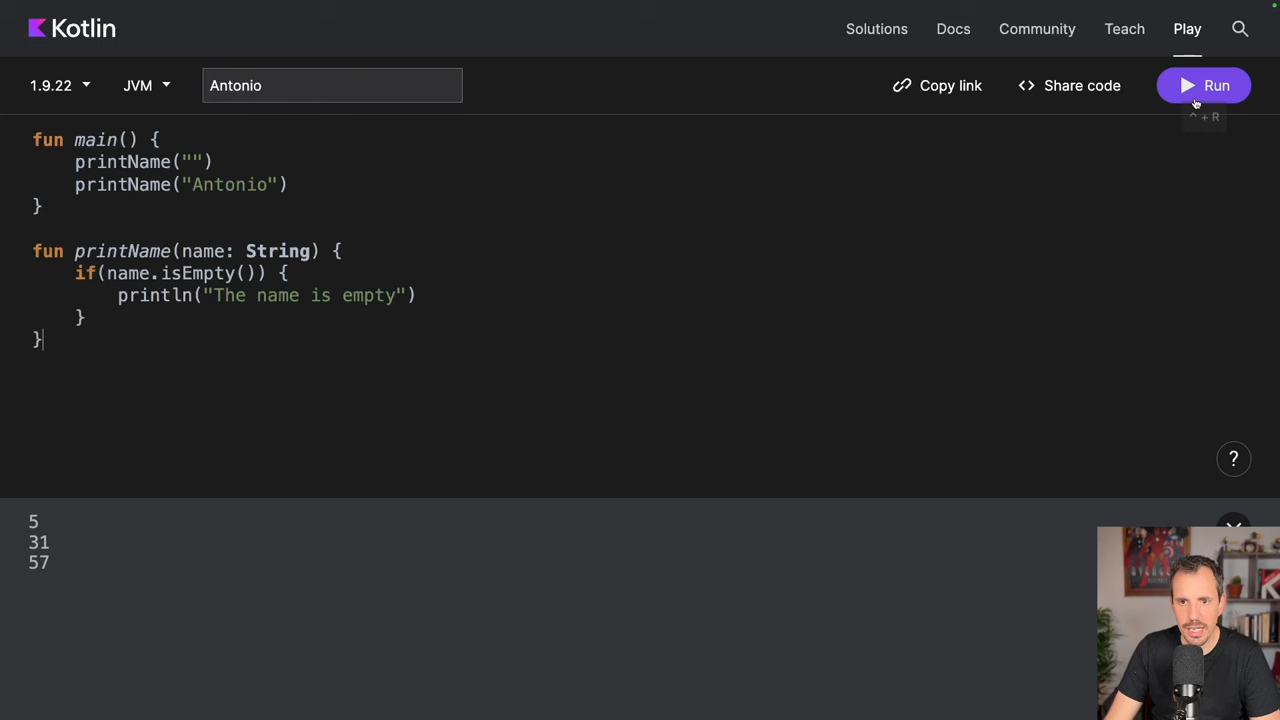 Kotlin
Solutions Docs Community Teach Play
1.9.22 JVM Antonio Copy link <> Share code Run
^ + R
fun main() {
    printName("")
    printName("Antonio")
}
fun printName(name: String) {
    if(name.isEmpty()) {
        println("The name is empty")
    }
}
?
5
31
57